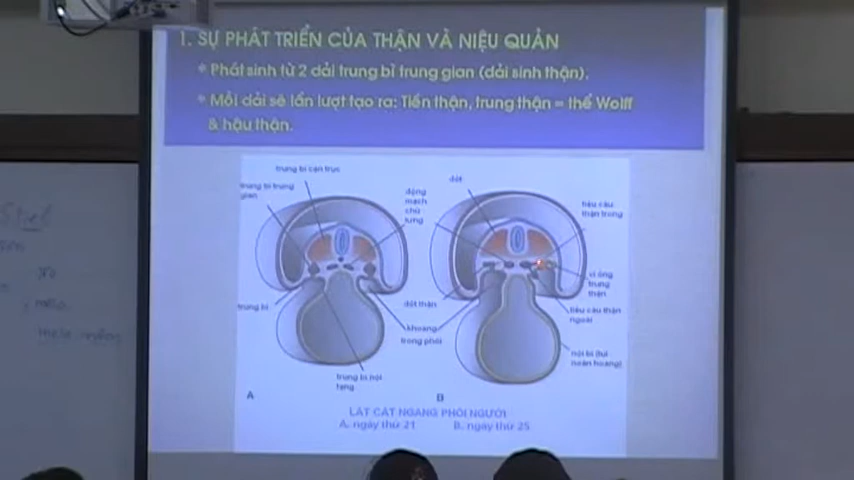 1. SỰ PHÁT TRIỂN CỦA THẬN VÀ NIỆU QUẢN
Phát sinh từ 2 dải trung bì trung gian (dải sinh thận).
Mỗi dải sẽ lần lượt tạo ra: Tiền thận, trung thận = thể Wolff
& hậu thận.
trung bì cận trục
trung bì trung
gian
động
mạch
chủ
lưng
đốt
tiểu cầu
thận trong
trung bì
đốt thận
khoang
trong phôi
vi ống
trung
thận
tiểu cầu thận
ngoài
nội bì (túi
noãn hoàng)
trung bì nội
tạng
A
B
LÁT CẮT NGANG PHÔI NGƯỜI
A. ngày thứ 21 B. ngày thứ 25